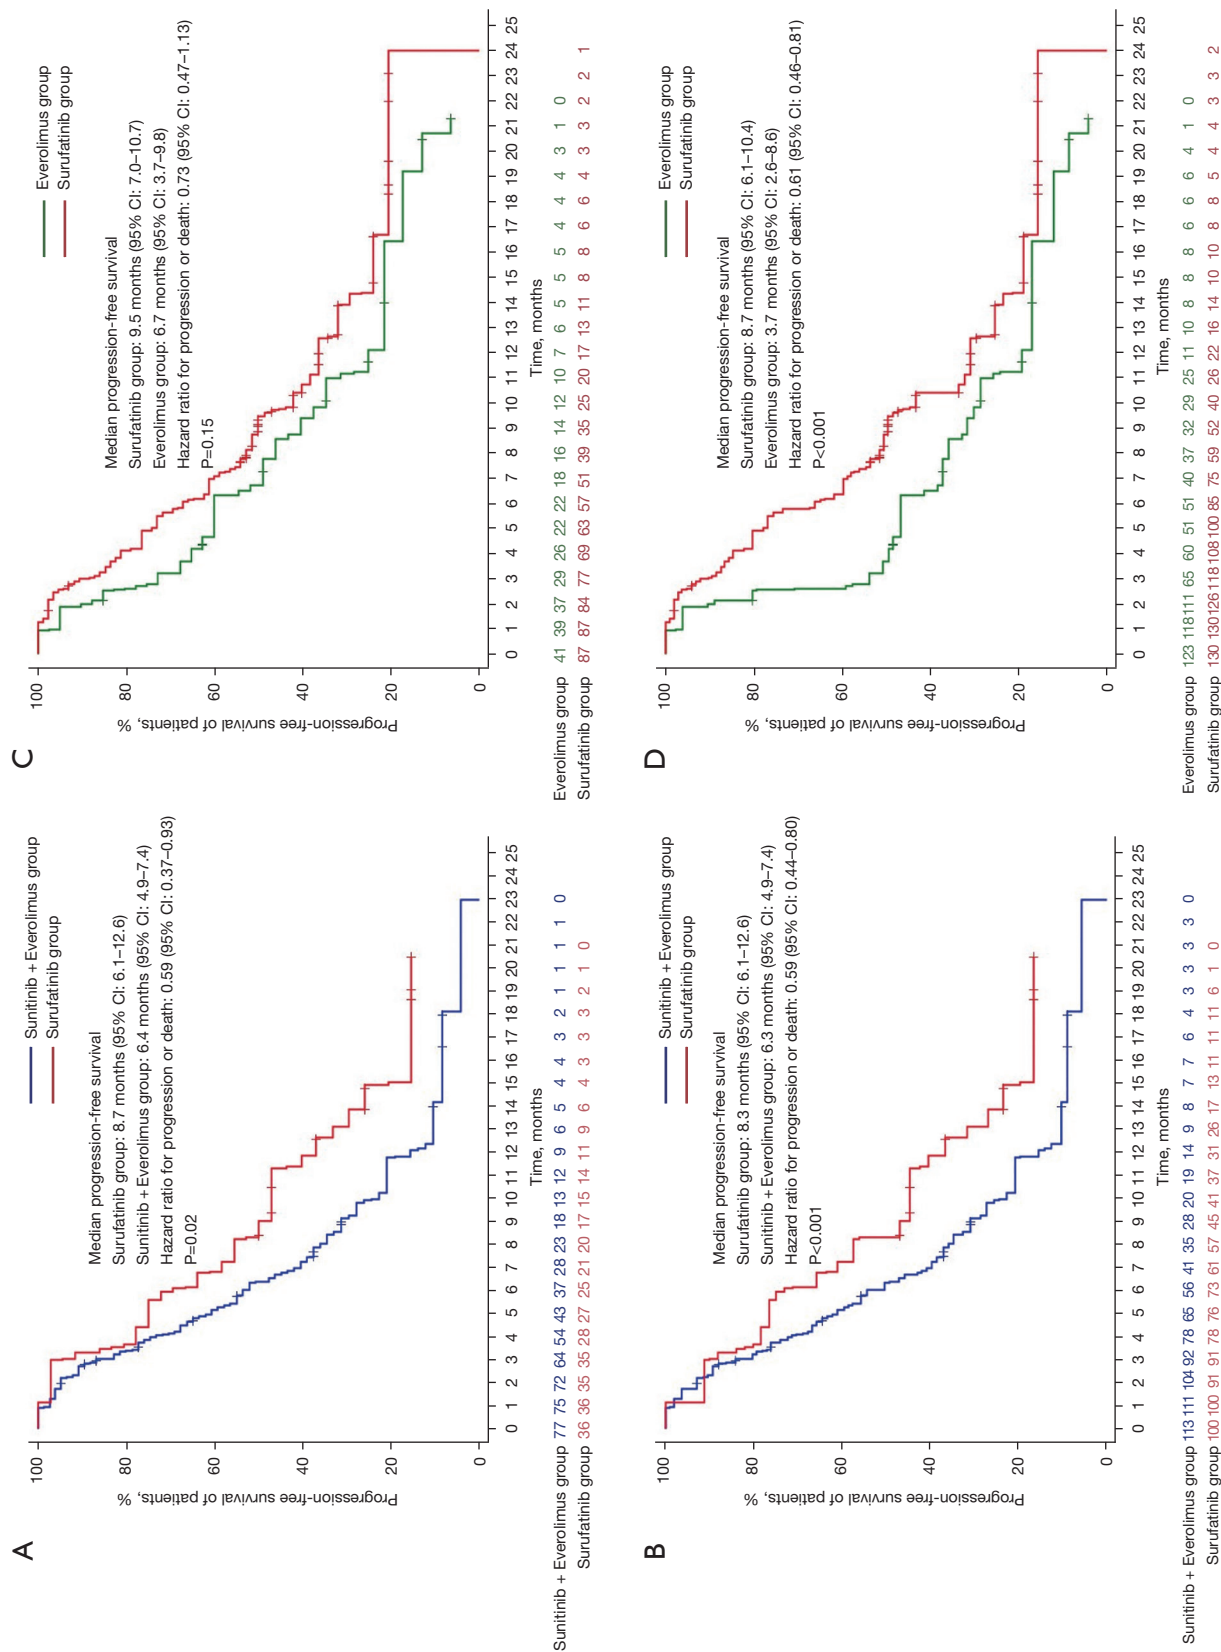 A
Sunitinib + Everolimus group
Surufatinib group
Median progression-free survival
Surufatinib group: 8.7 months (95% CI: 6.1–12.6)
Sunitinib + Everolimus group: 6.4 months (95% CI: 4.9–7.4)
Hazard ratio for progression or death: 0.59 (95% CI: 0.37–0.93)
P=0.02
Progression-free survival of patients, %
100
80
60
40
20
0
0 1 2 3 4 5 6 7 8 9 10 11 12 13 14 15 16 17 18 19 20 21 22 23 24 25
Time, months
Sunitinib + Everolimus group 77 75 72 64 54 43 37 28 23 18 13 12 9 6 5 4 4 3 2 1 1 1 1 0
Surufatinib group 36 36 35 35 28 27 25 21 20 17 15 14 11 9 6 4 3 3 3 2 1 0
C
Everolimus group
Surufatinib group
Median progression-free survival
Surufatinib group: 9.5 months (95% CI: 7.0–10.7)
Everolimus group: 6.7 months (95% CI: 3.7–9.8)
Hazard ratio for progression or death: 0.73 (95% CI: 0.47–1.13)
P=0.15
Progression-free survival of patients, %
100
80
60
40
20
0
0 1 2 3 4 5 6 7 8 9 10 11 12 13 14 15 16 17 18 19 20 21 22 23 24 25
Time, months
Everolimus group 41 39 37 29 26 22 22 18 16 14 12 10 7 6 5 5 5 4 4 4 3 1 0
Surufatinib group 87 87 84 77 69 63 57 51 39 35 25 20 17 13 11 8 8 6 6 4 3 3 2 2 1
B
Sunitinib + Everolimus group
Surufatinib group
Median progression-free survival
Surufatinib group: 8.3 months (95% CI: 6.1–12.6)
Sunitinib + Everolimus group: 6.3 months (95% CI: 4.9–7.4)
Hazard ratio for progression or death: 0.59 (95% CI: 0.44–0.80)
P<0.001
Progression-free survival of patients, %
100
80
60
40
20
0
0 1 2 3 4 5 6 7 8 9 10 11 12 13 14 15 16 17 18 19 20 21 22 23 24 25
Time, months
Sunitinib + Everolimus group 113 111 104 92 78 65 56 41 35 28 20 19 14 9 8 7 7 6 4 3 3 3 3 0
Surufatinib group 100 100 91 91 78 76 73 61 57 45 41 37 31 26 17 13 11 11 11 6 1 0
D
Everolimus group
Surufatinib group
Median progression-free survival
Surufatinib group: 8.7 months (95% CI: 6.1–10.4)
Everolimus group: 3.7 months (95% CI: 2.6–8.6)
Hazard ratio for progression or death: 0.61 (95% CI: 0.46–0.81)
P<0.001
Progression-free survival of patients, %
100
80
60
40
20
0
0 1 2 3 4 5 6 7 8 9 10 11 12 13 14 15 16 17 18 19 20 21 22 23 24 25
Time, months
Everolimus group 123 118 111 65 60 51 51 40 37 32 29 25 11 10 8 8 8 6 6 6 4 1 0
Surufatinib group 130 130 126 118 108 100 85 75 59 52 40 26 22 16 14 10 10 8 8 5 4 4 3 3 2